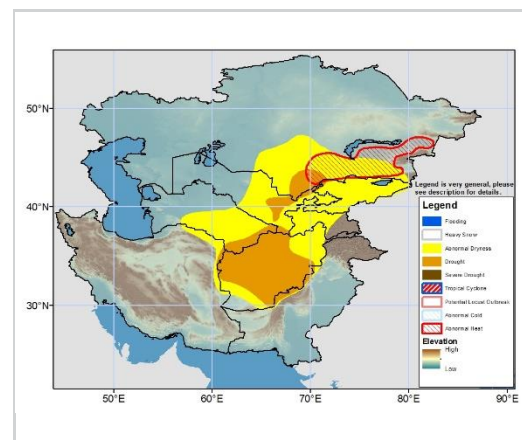 50°N
40°N
30°N
50°E
60°E
70°E
80°E
90°E
Legend is very general, please
see description for details.
Legend
Flooding
Heavy Snow
Abnormal Dryness
Drought
Severe Drought
Tropical Cyclone
Potential Locust Outbreak
Abnormal Cold
Abnormal Heat
Elevation
High
Low